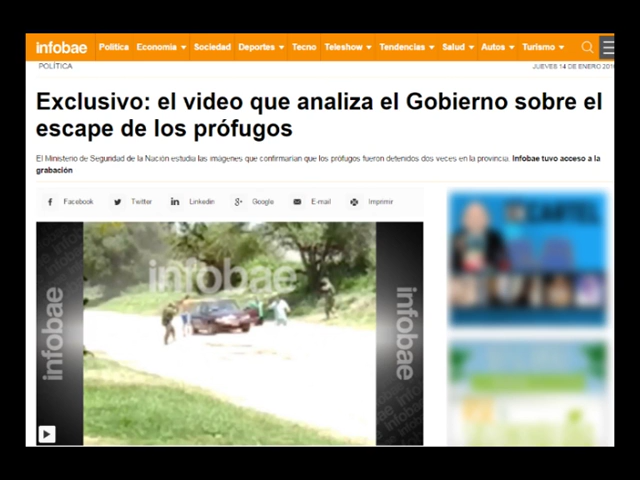 infobae Política Economía Sociedad Deportes Tecno Teleshow Tendencias Salud Autos Turismo
POLÍTICA
JUEVES 14 DE ENERO 2016
Exclusivo: el video que analiza el Gobierno sobre el
escape de los prófugos
El Ministerio de Seguridad de la Nación estudia las imágenes que confirmarían que los prófugos fueron detenidos dos veces en la provincia. Infobae tuvo acceso a la
grabación
Facebook Twitter Linkedin Google E-mail Imprimir
infobae
infobae
infobae
CARTEL